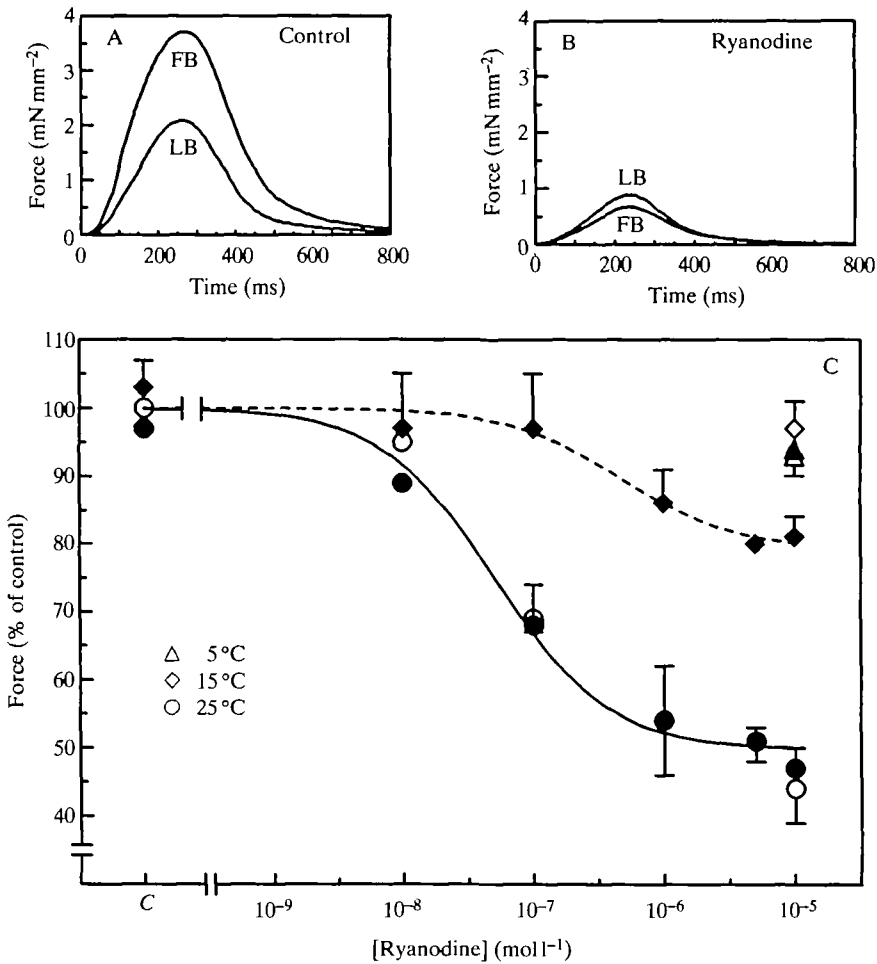 A
Control
Force (mN mm⁻²)
4
3
2
1
0
FB
LB
0
200
400
600
800
Time (ms)
B
Ryanodine
Force (mN mm⁻²)
4
3
2
1
0
LB
FB
0
200
400
600
800
Time (ms)
C
Force (% of control)
110
100
90
80
70
60
50
40
△ 5 °C
◇ 15 °C
○ 25 °C
C
10⁻⁹
10⁻⁸
10⁻⁷
10⁻⁶
10⁻⁵
[Ryanodine] (mol l⁻¹)